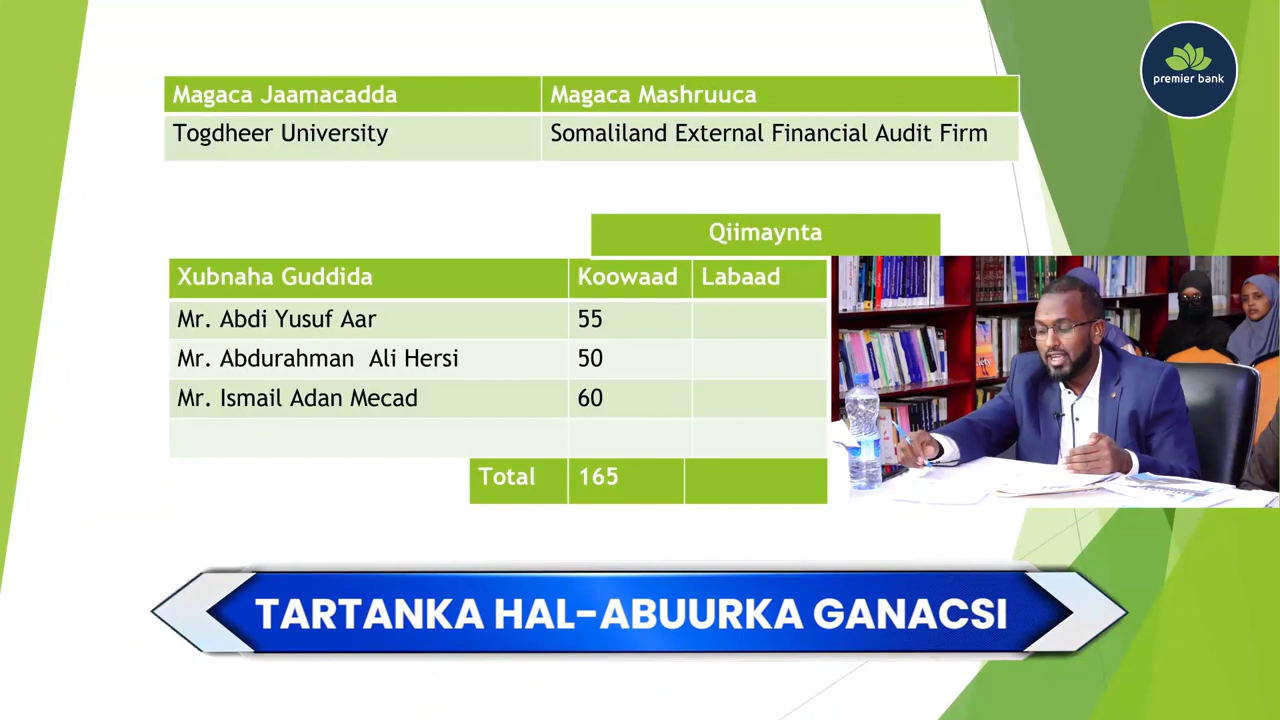 premier bank
Magaca Jaamacadda Magaca Mashruuca
Togdheer University Somaliland External Financial Audit Firm
Qiimaynta
Xubnaha Guddida Koowaad Labaad
Mr. Abdi Yusuf Aar 55
Mr. Abdurahman Ali Hersi 50
Mr. Ismail Adan Mecad 60
Total 165
TARTANKA HAL-ABUURKA GANACSI